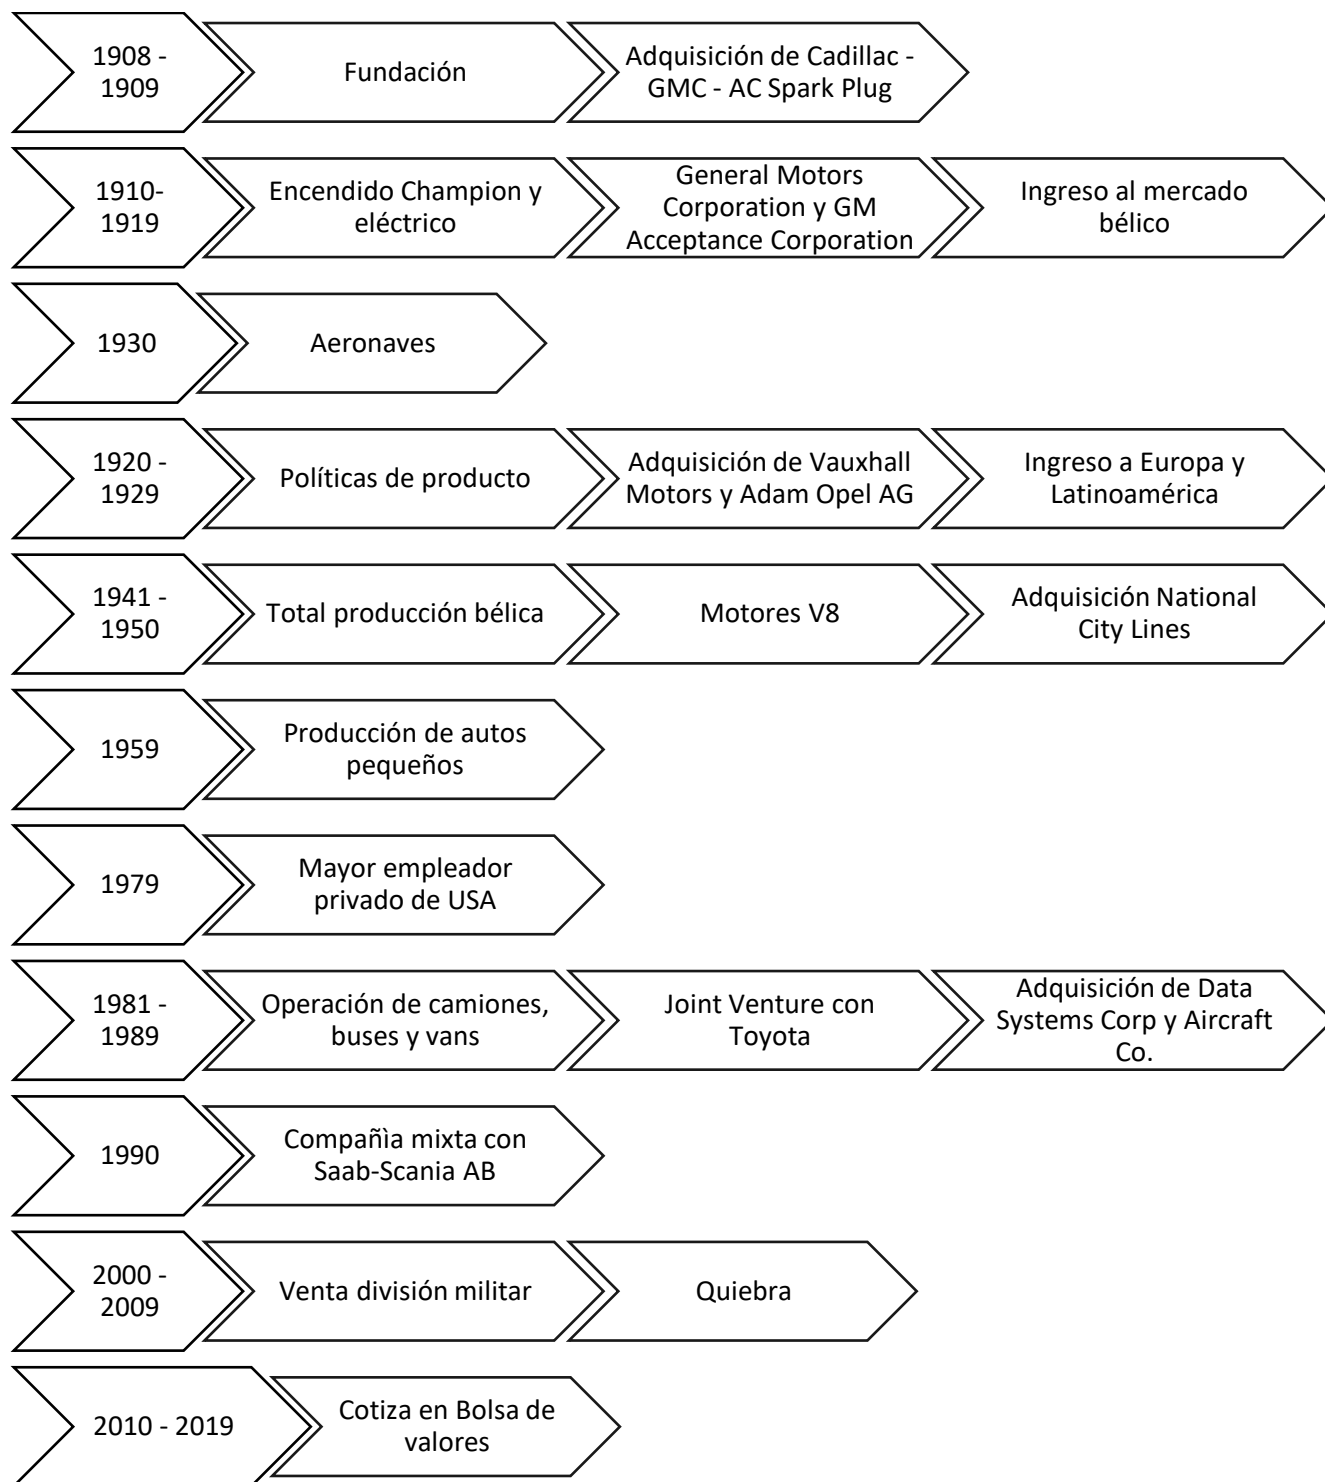 1908 -
1909
Fundación
Adquisición de Cadillac -
GMC - AC Spark Plug
1910-
1919
Encendido Champion y
eléctrico
General Motors
Corporation y GM
Acceptance Corporation
Ingreso al mercado
bélico
1930
Aeronaves
1920 -
1929
Políticas de producto
Adquisición de Vauxhall
Motors y Adam Opel AG
Ingreso a Europa y
Latinoamérica
1941 -
1950
Total producción bélica
Motores V8
Adquisición National
City Lines
1959
Producción de autos
pequeños
1979
Mayor empleador
privado de USA
1981 -
1989
Operación de camiones,
buses y vans
Joint Venture con
Toyota
Adquisición de Data
Systems Corp y Aircraft
Co.
1990
Compañìa mixta con
Saab-Scania AB
2000 -
2009
Venta división militar
Quiebra
2010 - 2019
Cotiza en Bolsa de
valores